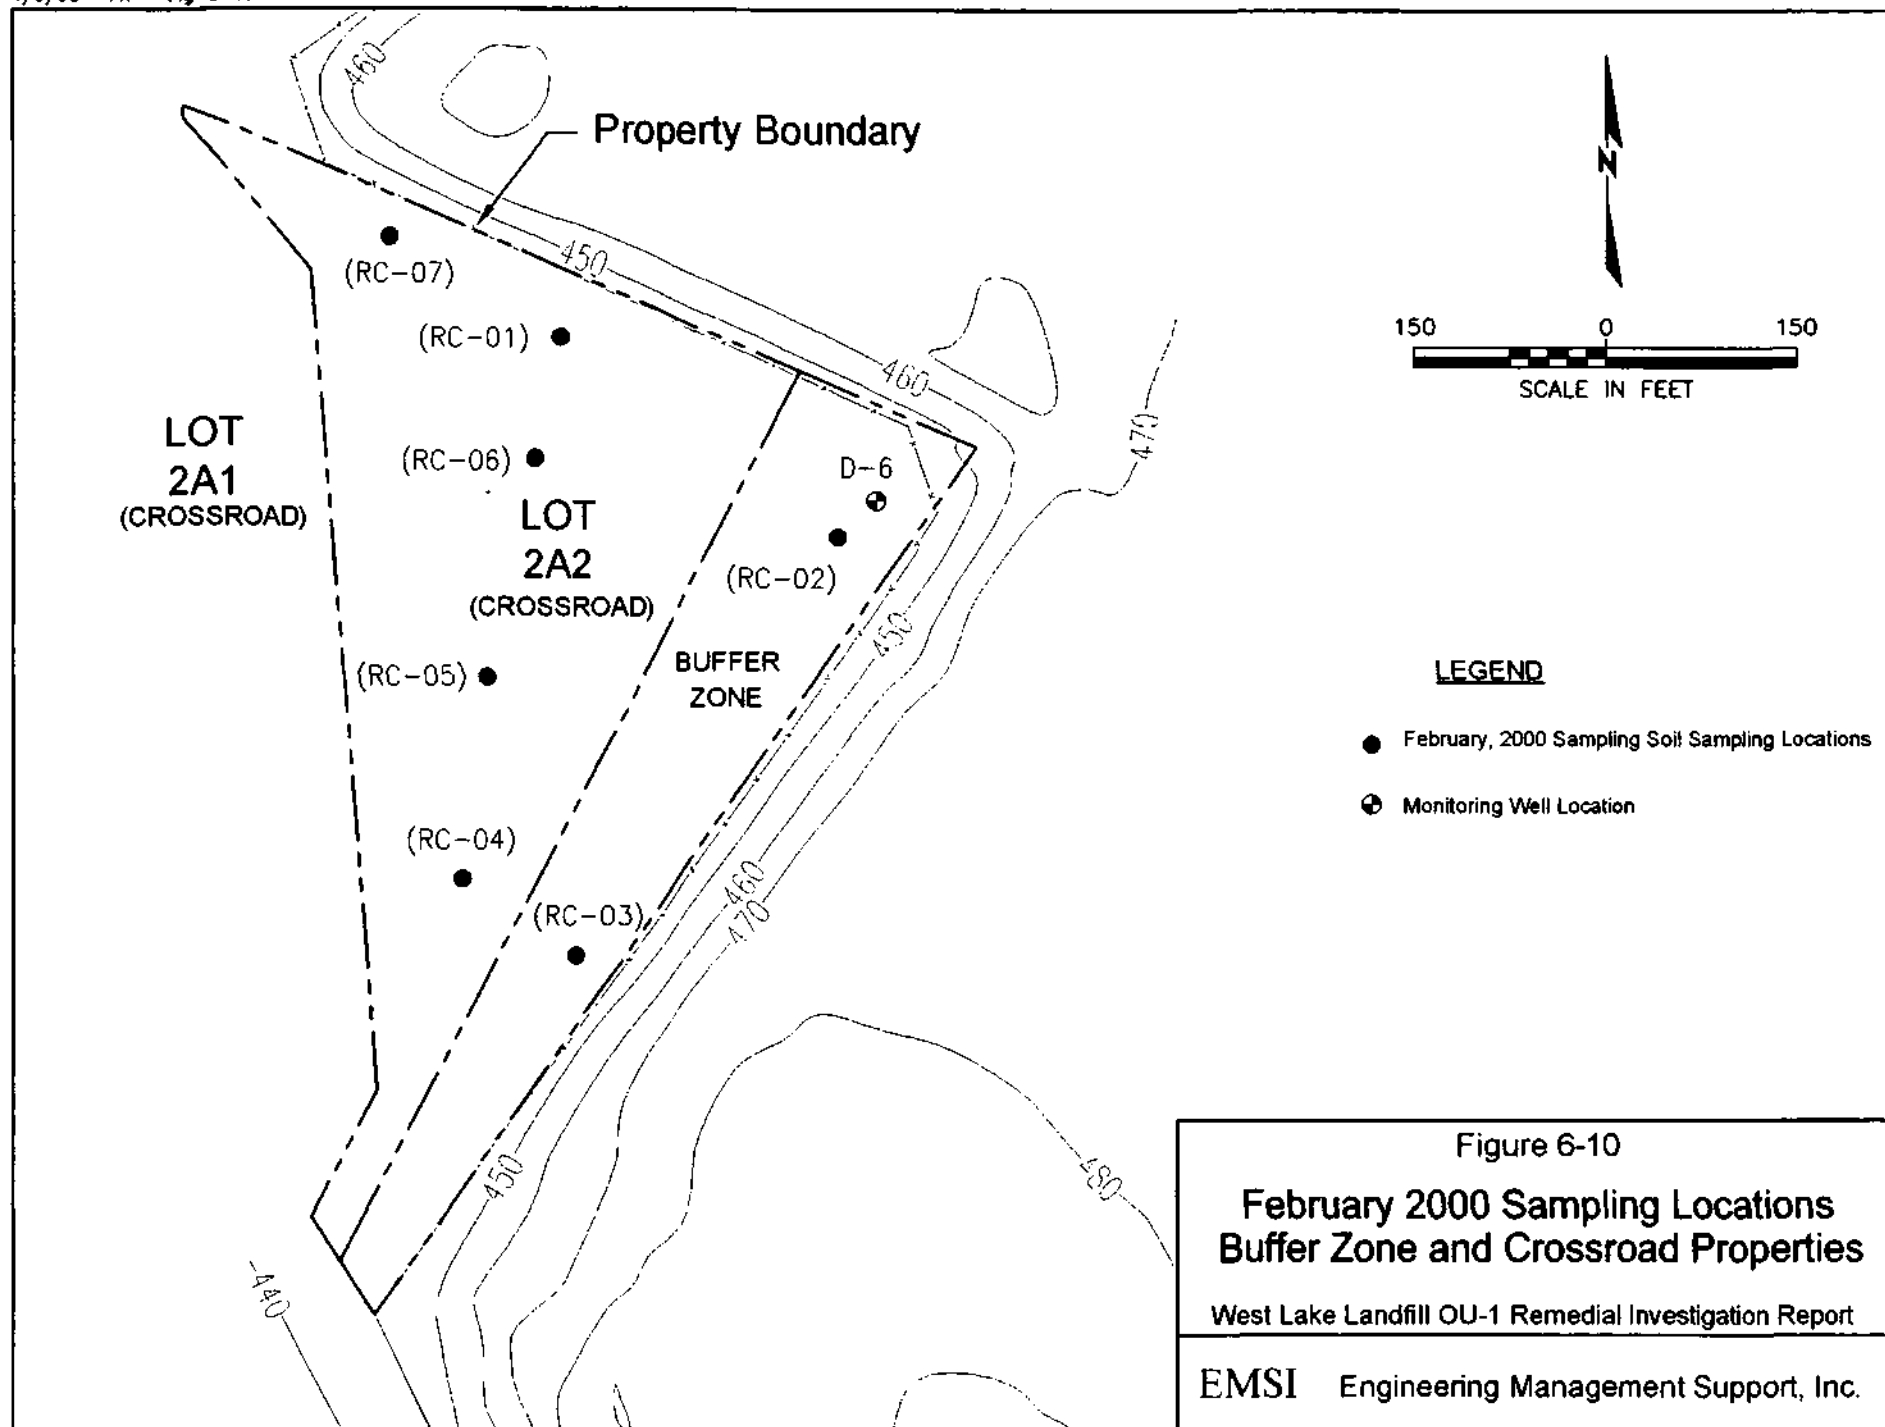 460
Property Boundary
N
450
(RC-07)
(RC-01)
150 0 150
SCALE IN FEET
460
LOT
2A1
(CROSSROAD)
470
(RC-06)
D-6
LOT
2A2
(CROSSROAD)
(RC-02)
450
BUFFER
ZONE
(RC-05)
LEGEND
February, 2000 Sampling Soil Sampling Locations
Monitoring Well Location
(RC-04)
460
(RC-03)
470
450
480
-440
Figure 6-10
February 2000 Sampling Locations
Buffer Zone and Crossroad Properties
West Lake Landfill OU-1 Remedial Investigation Report
EMSI Engineering Management Support, Inc.